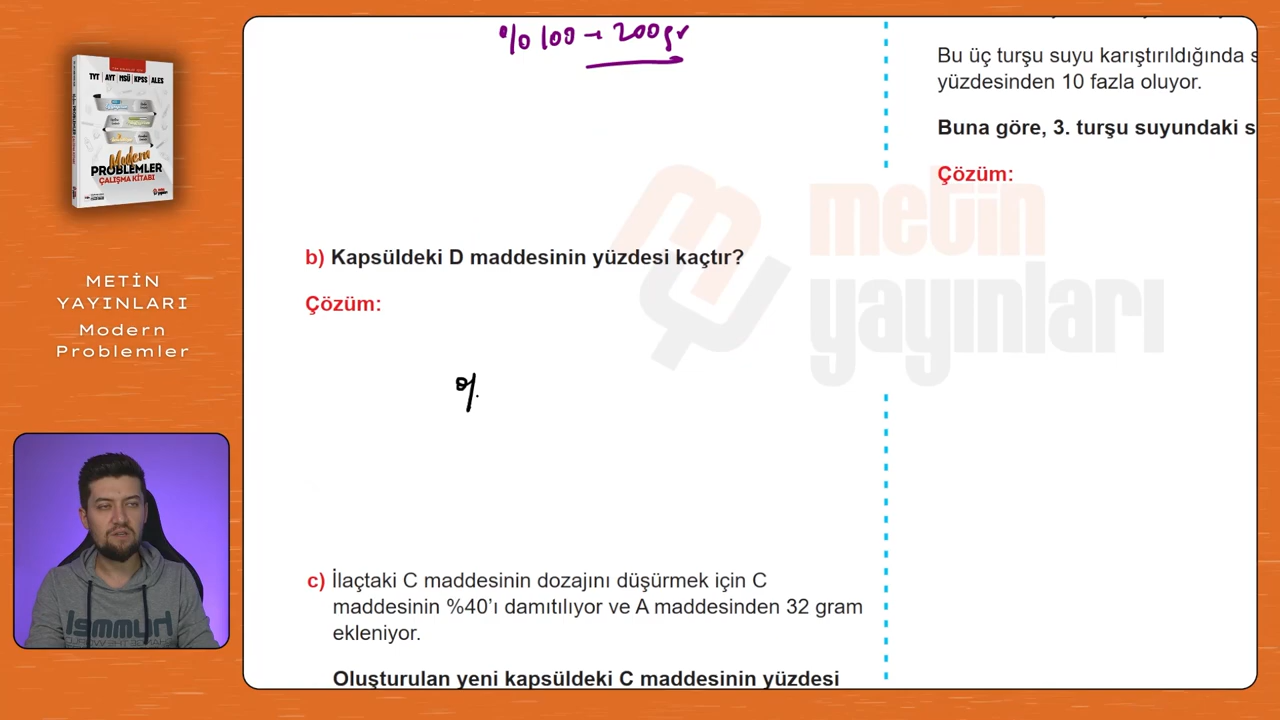 TYT AYT MSÜ KPSS ALES
Modern
PROBLEMLER
ÇALIŞMA KİTABI
METİN
YAYINLARI
Modern
Problemler
Hummel
%100 → 200gr
b) Kapsüldeki D maddesinin yüzdesi kaçtır?
Çözüm:
%
c) İlaçtaki C maddesinin dozajını düşürmek için C
maddesinin %40'ı damıtılıyor ve A maddesinden 32 gram
ekleniyor.
Oluşturulan yeni kapsüldeki C maddesinin yüzdesi
Bu üç turşu suyu karıştırıldığında s
yüzdesinden 10 fazla oluyor.
Buna göre, 3. turşu suyundaki s
Çözüm:
metin
yayınları